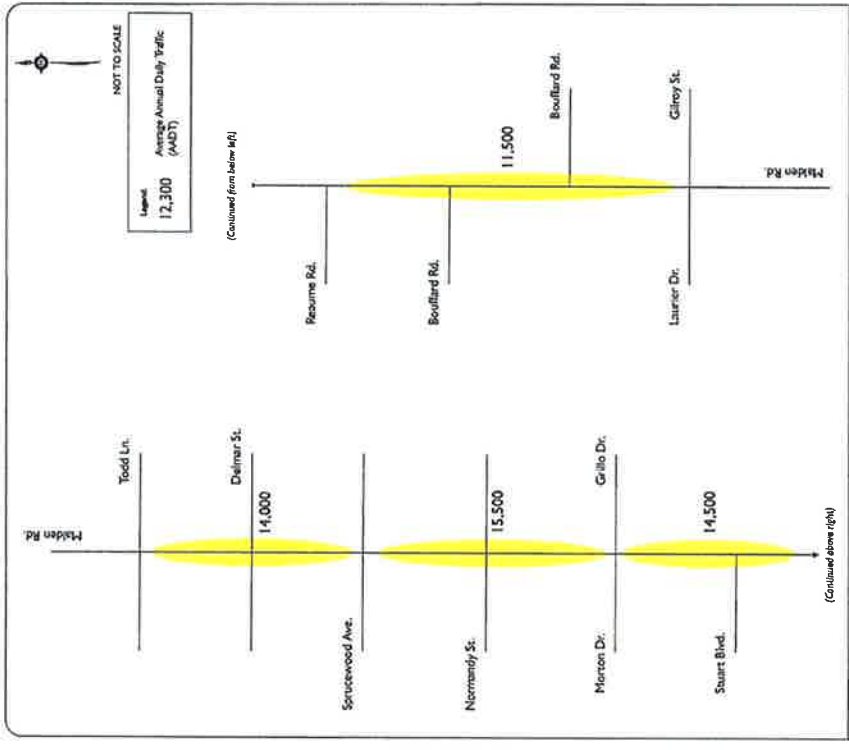 NOT TO SCALE
Legend
12,300 Average Annual Daily Traffic
(AADT)
Malden Rd.
Todd Ln.
Delmar St.
14,000
Sprucewood Ave.
Normandy St.
15,500
Morton Dr.
Grillo Dr.
14,500
Stuart Blvd.
(Continued above right)
(Continued from below left)
Reaume Rd.
11,500
Bouffard Rd.
Bouffard Rd.
Laurier Dr.
Gilroy St.
Malden Rd.